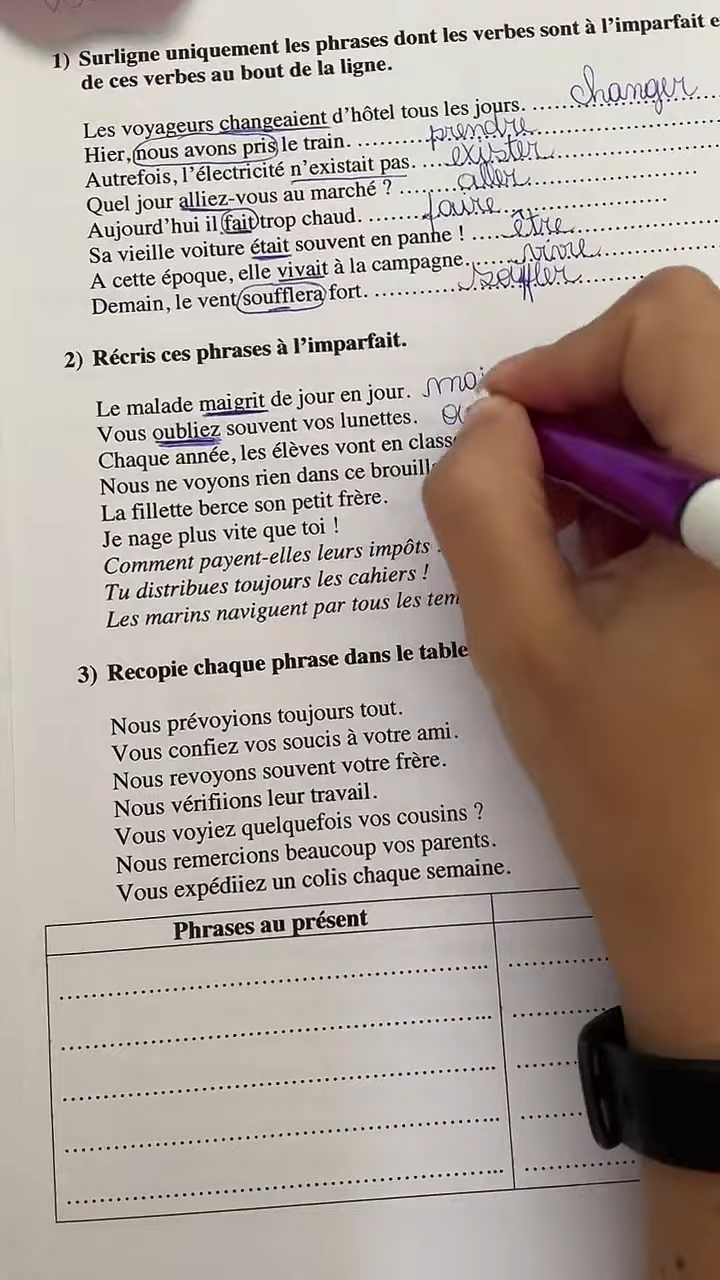 1) Surligne uniquement les phrases dont les verbes sont à l'imparfait e
de ces verbes au bout de la ligne.
Les voyageurs changeaient d'hôtel tous les jours. changer
Hier, nous avons pris le train. prendre
Autrefois, l'électricité n'existait pas. exister
Quel jour alliez-vous au marché ? aller
Aujourd'hui il fait trop chaud. faire
Sa vieille voiture était souvent en panne ! être
A cette époque, elle vivait à la campagne. vivre
Demain, le vent soufflera fort. souffler
2) Récris ces phrases à l'imparfait.
Le malade maigrit de jour en jour. mai
Vous oubliez souvent vos lunettes. ou
Chaque année, les élèves vont en class
Nous ne voyons rien dans ce brouill
La fillette berce son petit frère.
Je nage plus vite que toi !
Comment payent-elles leurs impôts
Tu distribues toujours les cahiers !
Les marins naviguent par tous les tem
3) Recopie chaque phrase dans le table
Nous prévoyions toujours tout.
Vous confiez vos soucis à votre ami.
Nous revoyons souvent votre frère.
Nous vérifiions leur travail.
Vous voyiez quelquefois vos cousins ?
Nous remercions beaucoup vos parents.
Vous expédiiez un colis chaque semaine.
Phrases au présent